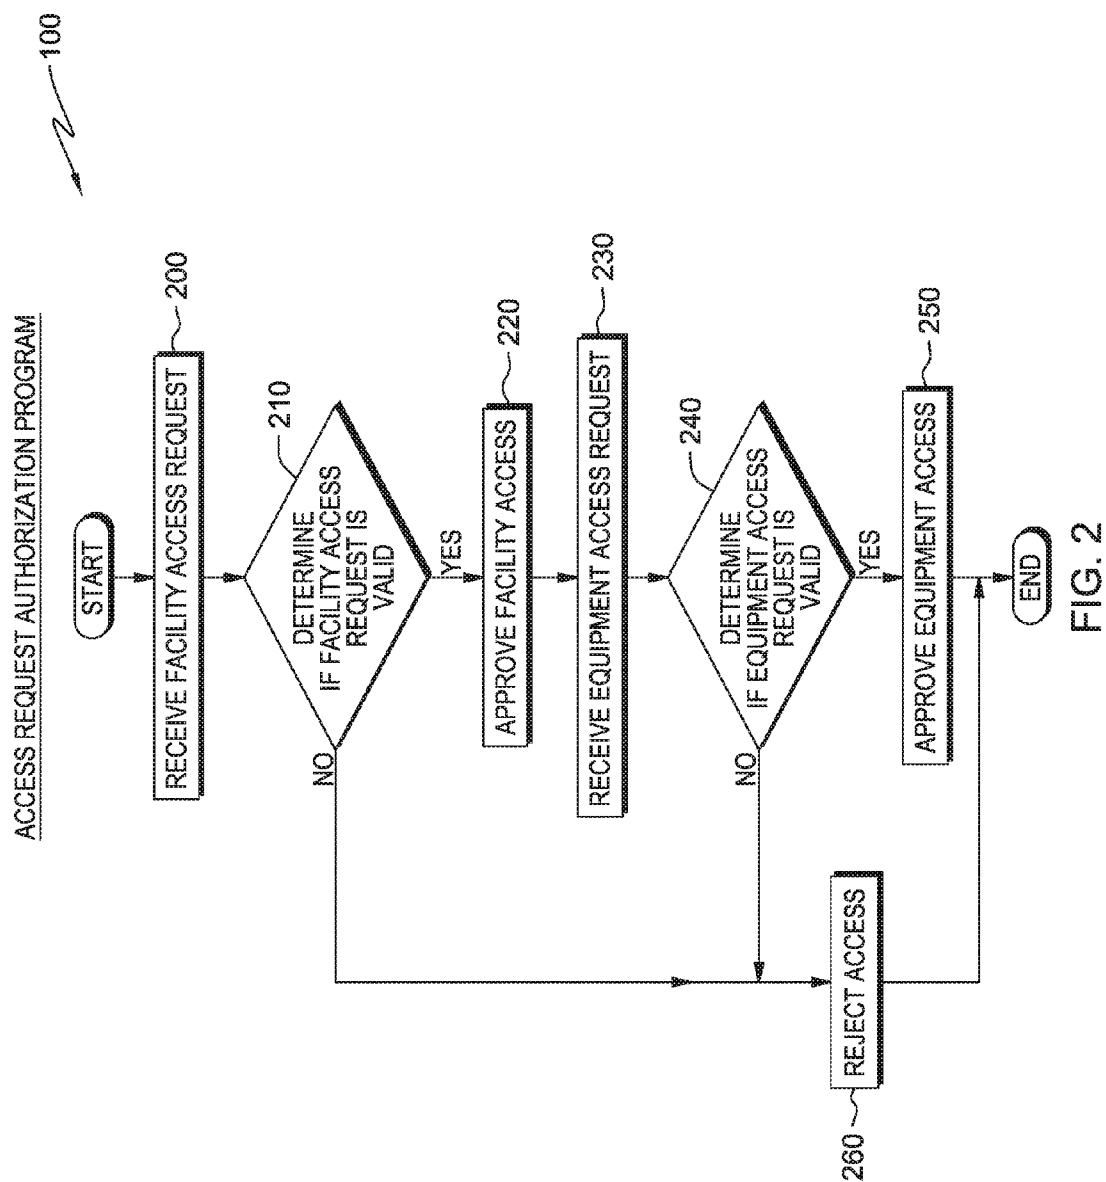 ACCESS REQUEST AUTHORIZATION PROGRAM
100
START
RECEIVE FACILITY ACCESS REQUEST
200
DETERMINE
IF FACILITY ACCESS
REQUEST IS
VALID
210
NO
YES
APPROVE FACILITY ACCESS
220
RECEIVE EQUIPMENT ACCESS REQUEST
230
DETERMINE
IF EQUIPMENT ACCESS
REQUEST IS
VALID
240
NO
YES
REJECT ACCESS
260
APPROVE EQUIPMENT ACCESS
250
END
FIG. 2